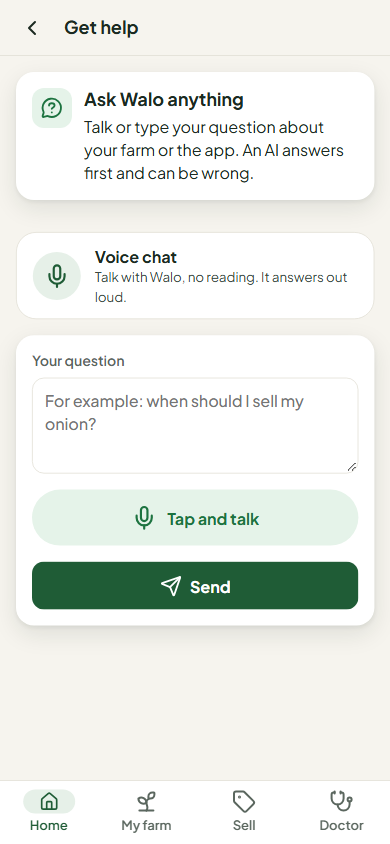 Get help
Ask Walo anything
Talk or type your question about
your farm or the app. An AI answers
first and can be wrong.
Voice chat
Talk with Walo, no reading. It answers out
loud.
Your question
For example: when should I sell my
onion?
Tap and talk
Send
Home
My farm
Sell
Doctor